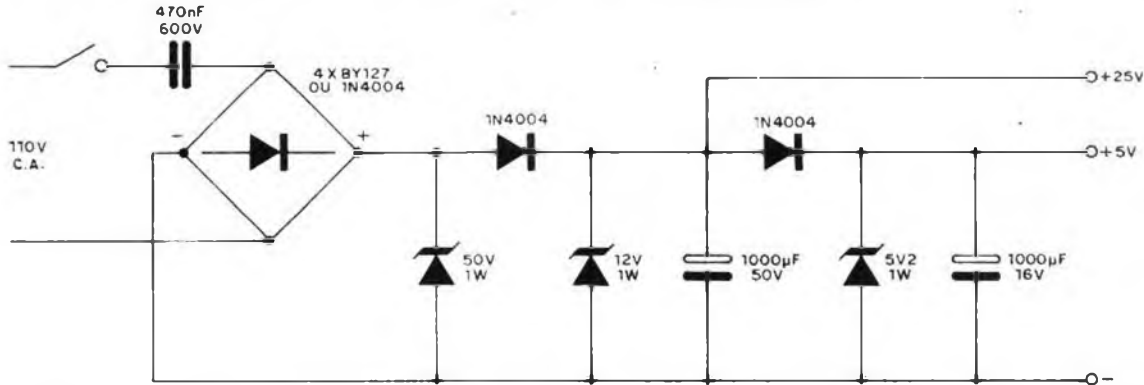 470nF
600V
4 X BY127
OU 1N4004
+25V
110V
C.A.
-
+
1N4004
1N4004
+5V
50V
1W
12V
1W
1000µF
50V
5V2
1W
1000µF
16V
-